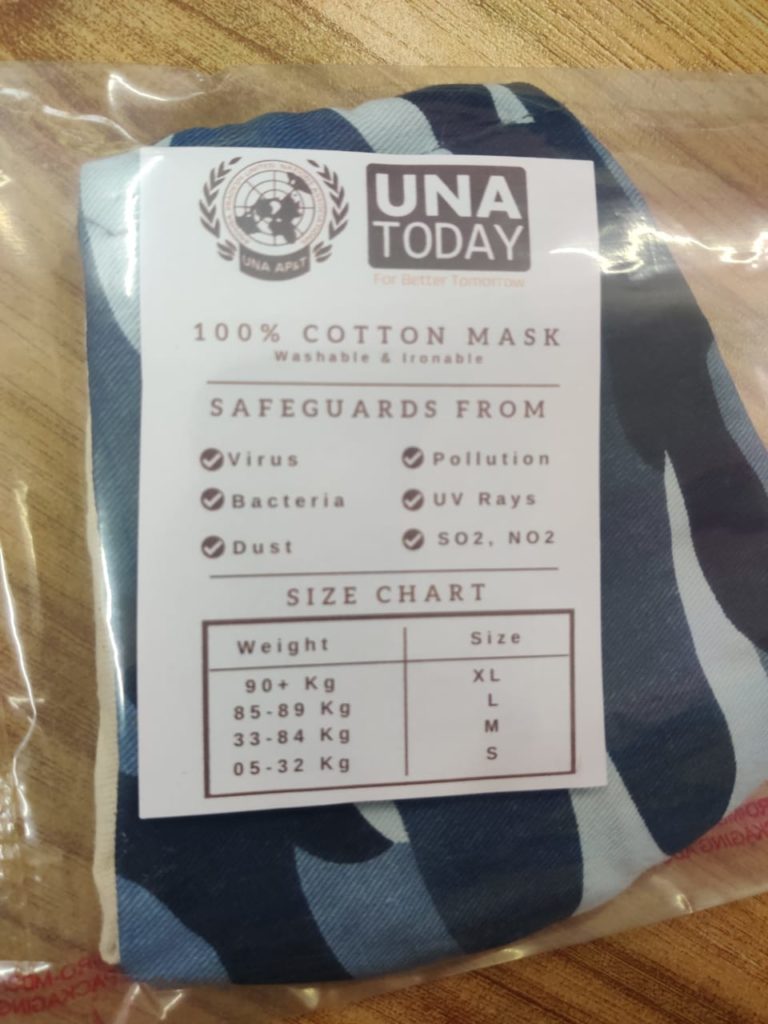 UNA AP&T
UNA
TODAY
For Better Tomorrow
100% COTTON MASK
Washable & Ironable
SAFEGUARDS FROM
Virus Pollution
Bacteria UV Rays
Dust SO2, NO2
SIZE CHART
Weight Size
90+ Kg XL
85-89 Kg L
33-84 Kg M
05-32 Kg S